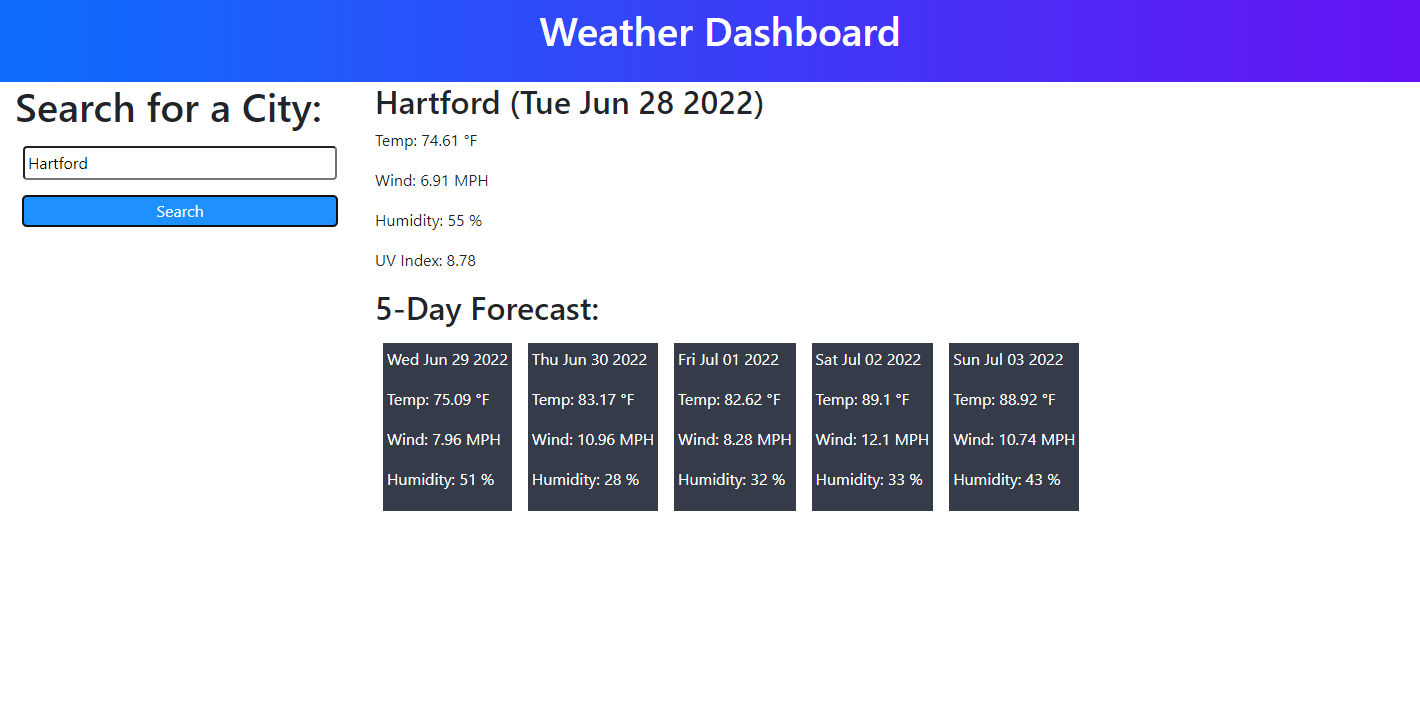 Weather Dashboard
Search for a City:
Hartford
Search
Hartford (Tue Jun 28 2022)
Temp: 74.61 °F
Wind: 6.91 MPH
Humidity: 55 %
UV Index: 8.78
5-Day Forecast:
Wed Jun 29 2022
Temp: 75.09 °F
Wind: 7.96 MPH
Humidity: 51 %
Thu Jun 30 2022
Temp: 83.17 °F
Wind: 10.96 MPH
Humidity: 28 %
Fri Jul 01 2022
Temp: 82.62 °F
Wind: 8.28 MPH
Humidity: 32 %
Sat Jul 02 2022
Temp: 89.1 °F
Wind: 12.1 MPH
Humidity: 33 %
Sun Jul 03 2022
Temp: 88.92 °F
Wind: 10.74 MPH
Humidity: 43 %